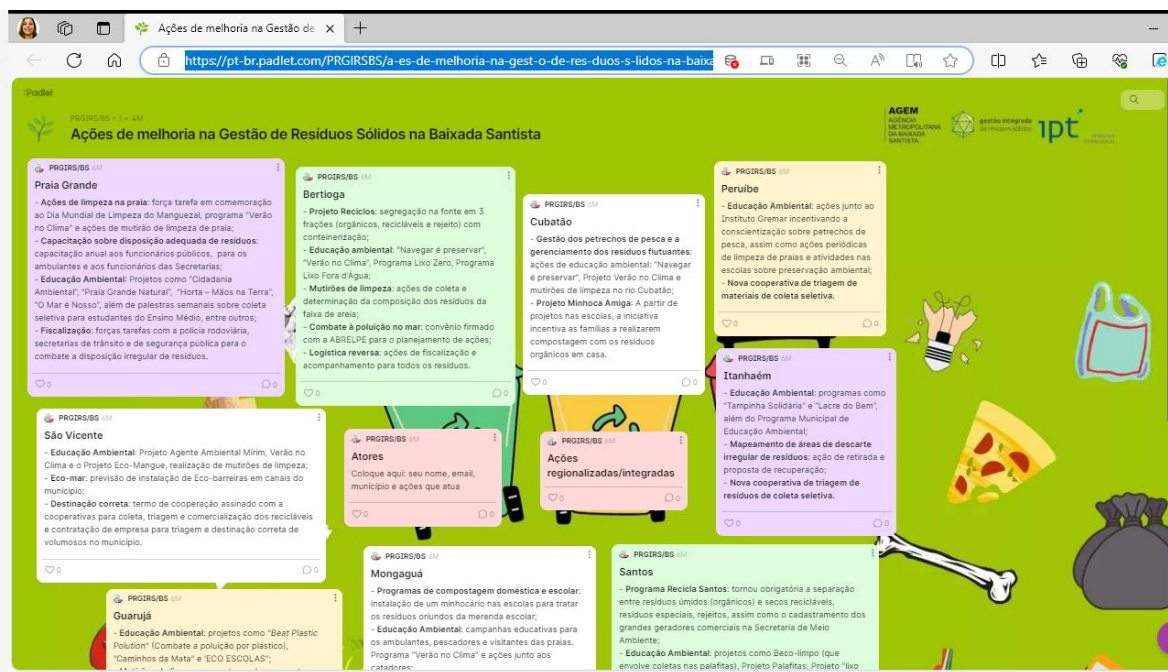 Ações de melhoria na Gestão de
https://pt-br.padlet.com/PRGIRSBS/a-es-de-melhoria-na-gest-o-de-res-duos-s-lidos-na-baixa
:Padlet
PRGIRS/BS + 1 • 4M
Ações de melhoria na Gestão de Resíduos Sólidos na Baixada Santista
AGEM
AGÊNCIA
METROPOLITANA
DA BAIXADA
SANTISTA
gestão integrada
de resíduos sólidos
ipt
PRGIRS/BS 6M
Praia Grande
- Ações de limpeza na praia: força tarefa em comemoração
ao Dia Mundial de Limpeza do Manguezal, programa "Verão
no Clima" e ações de mutirão de limpeza de praia;
- Capacitação sobre disposição adequada de resíduos:
capacitação anual aos funcionários públicos, para os
ambulantes e aos funcionários das Secretarias;
- Educação Ambiental: Projetos como "Cidadania
Ambiental", "Praia Grande Natural", "Horta – Mãos na Terra",
"O Mar é Nosso", além de palestras semanais sobre coleta
seletiva para estudantes do Ensino Médio, entre outros;
- Fiscalização: forças tarefas com a polícia rodoviária,
secretarias de trânsito e de segurança pública para o
combate a disposição irregular de resíduos.
0
0
PRGIRS/BS 6M
Bertioga
- Projeto Reciclos: segregação na fonte em 3
frações (orgânicos, recicláveis e rejeito) com
conteinerização;
- Educação ambiental: "Navegar é preservar",
"Verão no Clima", Programa Lixo Zero, Programa
Lixo Fora d'Água;
- Mutirões de limpeza: ações de coleta e
determinação da composição dos resíduos da
faixa de areia;
- Combate à poluição no mar: convênio firmado
com a ABRELPE para o planejamento de ações;
- Logística reversa: ações de fiscalização e
acompanhamento para todos os resíduos.
0
0
PRGIRS/BS 6M
Cubatão
- Gestão dos petrechos de pesca e a
gerenciamento dos resíduos flutuantes:
ações de educação ambiental: "Navegar
é preservar", Projeto Verão no Clima e
mutirões de limpeza no rio Cubatão;
- Projeto Minhoca Amiga: A partir de
projetos nas escolas, a iniciativa
incentiva as famílias a realizarem
compostagem com os resíduos
orgânicos em casa.
0
0
PRGIRS/BS 6M
Peruíbe
- Educação Ambiental: ações junto ao
Instituto Gremar incentivando a
conscientização sobre petrechos de
pesca, assim como ações periódicas
de limpeza de praias e atividades nas
escolas sobre preservação ambiental;
- Nova cooperativa de triagem de
materiais de coleta seletiva.
0
0
PRGIRS/BS 6M
Itanhaém
- Educação Ambiental: programas como
"Tampinha Solidária" e "Lacre do Bem",
além do Programa Municipal de
Educação Ambiental;
- Mapeamento de áreas de descarte
irregular de resíduos: ação de retirada e
proposta de recuperação;
- Nova cooperativa de triagem de
resíduos de coleta seletiva.
0
0
PRGIRS/BS 6M
São Vicente
- Educação Ambiental: Projeto Agente Ambiental Mirim, Verão no
Clima e o Projeto Eco-Mangue, realização de mutirões de limpeza;
- Eco-mar: previsão de instalação de Eco-barreiras em canais do
município;
- Destinação correta: termo de cooperação assinado com a
cooperativas para coleta, triagem e comercialização dos recicláveis
e contratação de empresa para triagem e destinação correta de
volumosos no município.
0
0
PRGIRS/BS 6M
Atores
Coloque aqui: seu nome, email,
município e ações que atua
0
0
PRGIRS/BS 6M
Ações
regionalizadas/integradas
0
0
PRGIRS/BS 6M
Guarujá
- Educação Ambiental: projetos como "Beat Plastic
Polution" (Combate a poluição por plástico),
"Caminhos da Mata" e 'ECO ESCOLAS";
PRGIRS/BS 6M
Mongaguá
- Programas de compostagem doméstica e escolar:
instalação de um minhocário nas escolas para tratar
os resíduos oriundos da merenda escolar;
- Educação Ambiental: campanhas educativas para
os ambulantes, pescadores e visitantes das praias.
Programa "Verão no Clima" e ações junto aos
catadores;
PRGIRS/BS 6M
Santos
- Programa Recicla Santos: tornou obrigatória a separação
entre resíduos úmidos (orgânicos) e secos recicláveis,
resíduos especiais, rejeitos, assim como o cadastramento dos
grandes geradores comerciais na Secretaria de Meio
Ambiente;
- Educação Ambiental: projetos como Beco-limpo (que
envolve coletas nas palafitas), Projeto Palafitas, Projeto "lixo